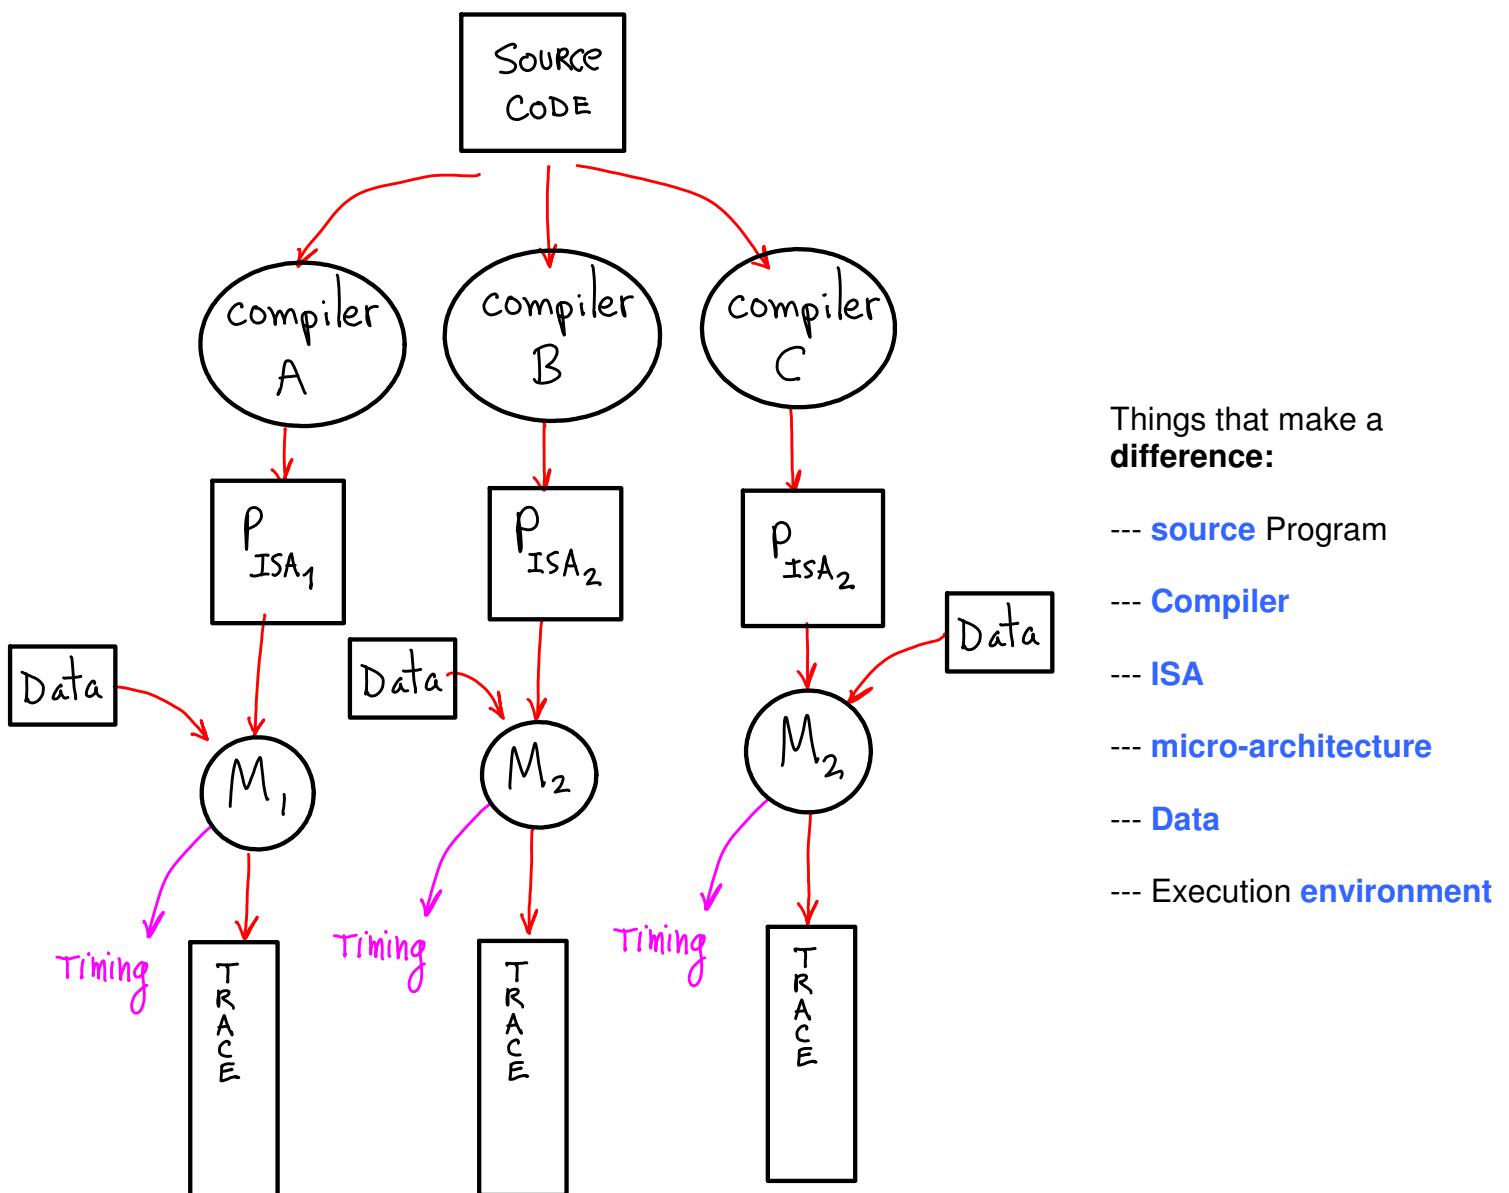 SOURCE
CODE
compiler
A
compiler
B
compiler
C
P
ISA1
P
ISA2
P
ISA2
Data
Data
Data
M1
M2
M2
Timing
Timing
Timing
TRACE
TRACE
TRACE
Things that make a
difference:
--- source Program
--- Compiler
--- ISA
--- micro-architecture
--- Data
--- Execution environment